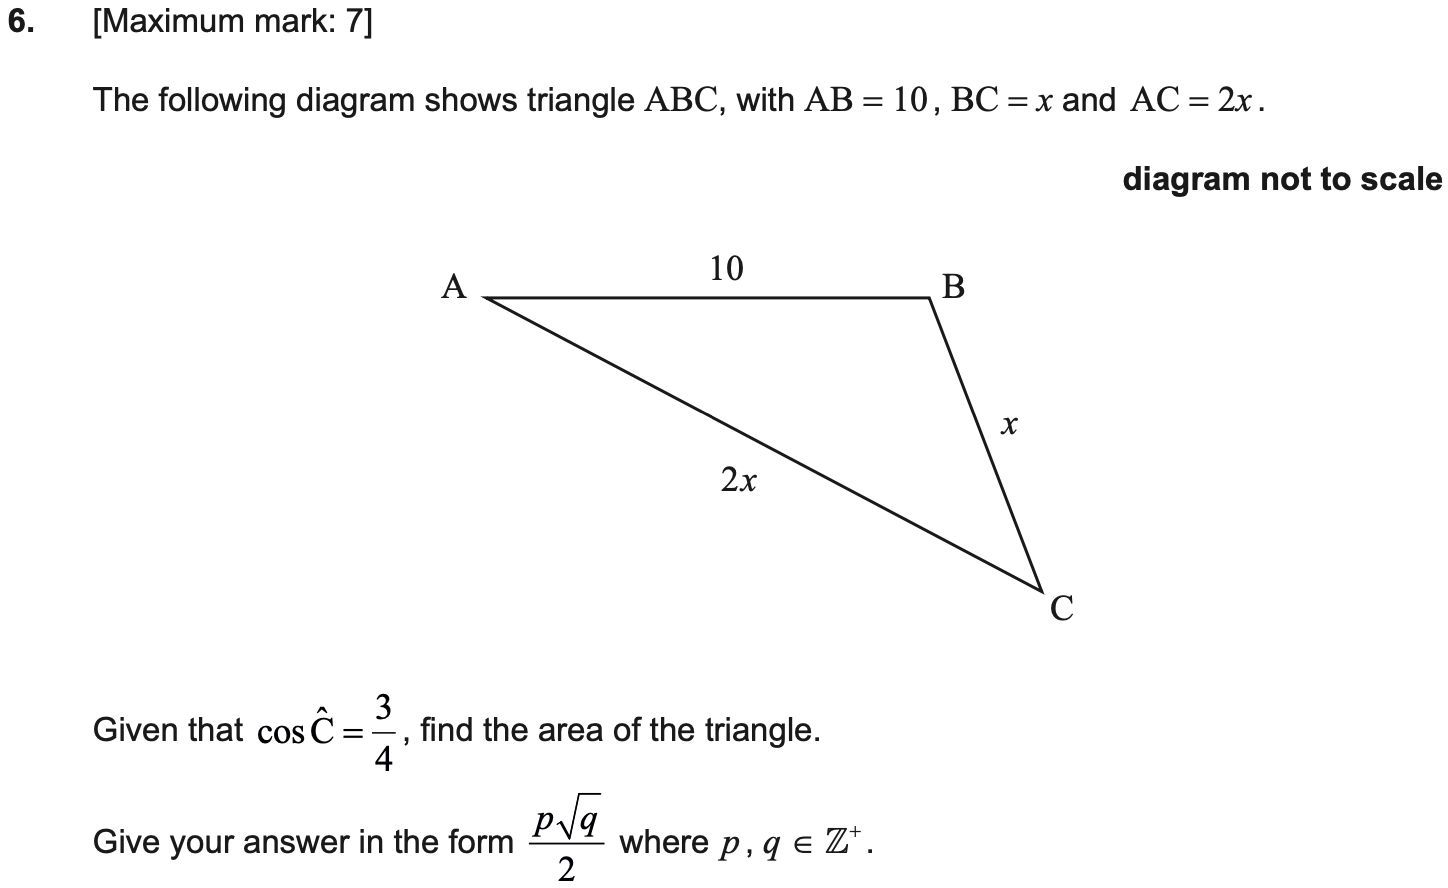 6. [Maximum mark: 7]
The following diagram shows triangle ABC, with AB = 10, BC = x and AC = 2x.
diagram not to scale
10
A
B
x
2x
C
Given that cos Ĉ = 3/4, find the area of the triangle.
Give your answer in the form p√q/2 where p, q ∈ ℤ⁺.